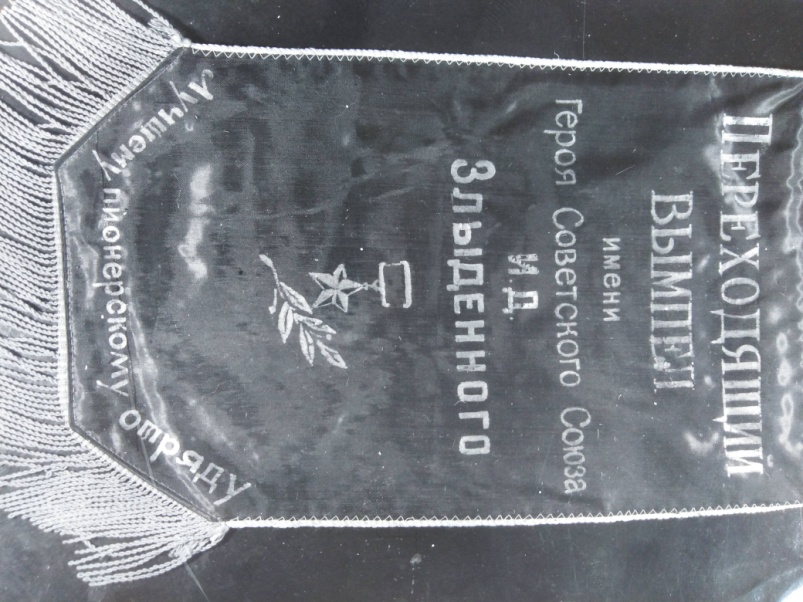 ПЕРЕХОДЯЩИЙ
ВЫМПЕЛ
имени
Героя Советского Союза
И.Д.
Злыденного
Лучшему пионерскому отряду